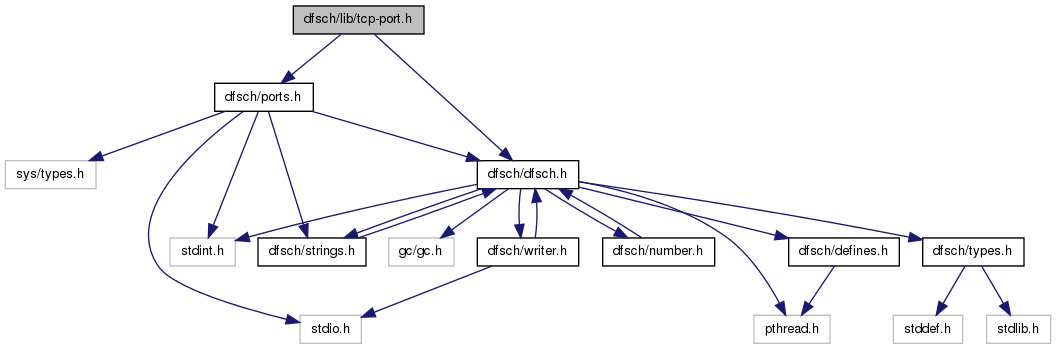 dfsch/lib/tcp-port.h
dfsch/ports.h
sys/types.h
dfsch/dfsch.h
stdint.h
dfsch/strings.h
gc/gc.h
dfsch/writer.h
dfsch/number.h
dfsch/defines.h
dfsch/types.h
stdio.h
pthread.h
stddef.h
stdlib.h